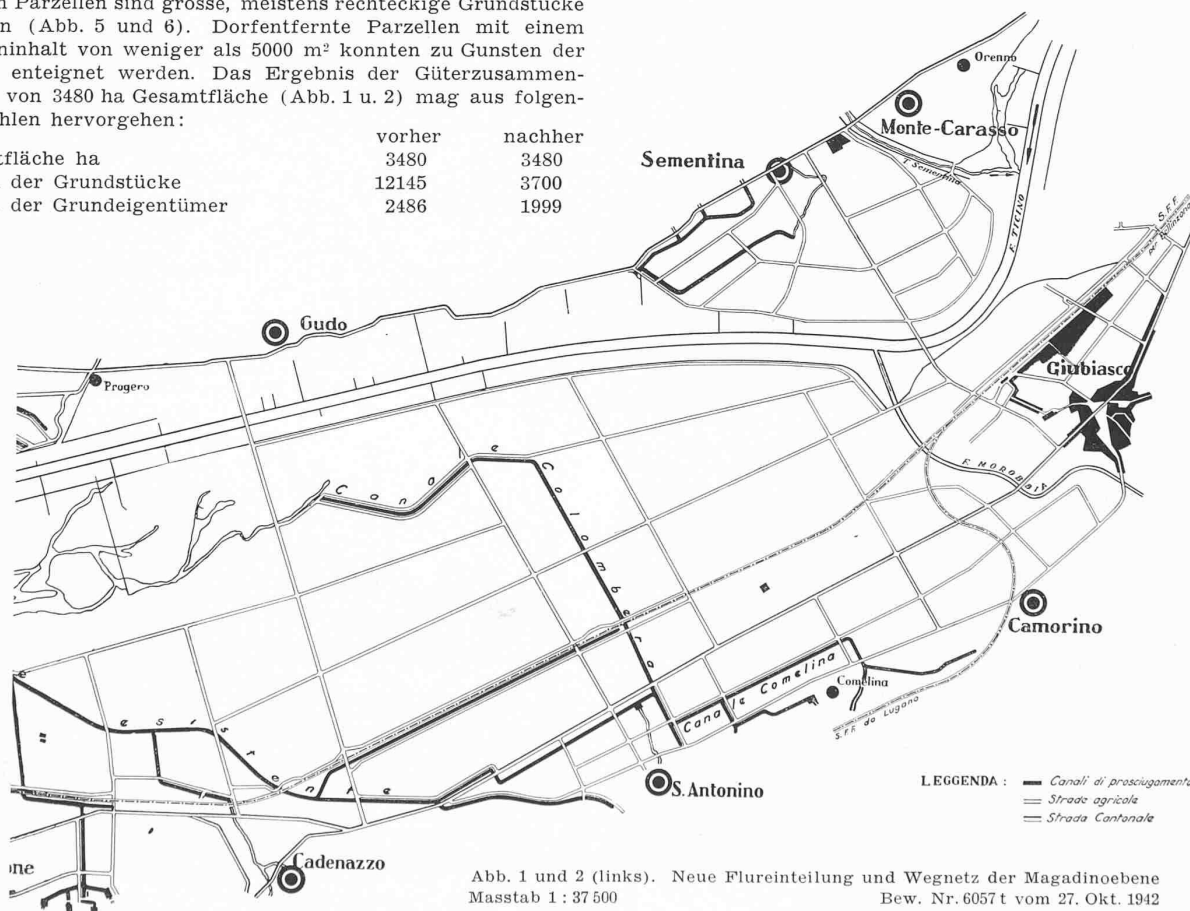 n Parzellen sind grosse, meistens rechteckige Grundstücke
n (Abb. 5 und 6). Dorfentfernte Parzellen mit einem
ninhalt von weniger als 5000 m² konnten zu Gunsten der
enteignet werden. Das Ergebnis der Güterzusammen-
von 3480 ha Gesamtfläche (Abb. 1 u. 2) mag aus folgen-
hlen hervorgehen:
vorher nachher
tfläche ha 3480 3480
der Grundstücke 12145 3700
der Grundeigentümer 2486 1999
Orenno
Monte-Carasso
Sementina
T. Sementina
F. TICINO
S.F.F.
per Bellinzona
Gudo
Progero
Giubiasco
F. MOROBBIA
Canale Colombera
Camorino
Comelina
Canale Comelina
S.F.F. da Lugano
S. Antonino
e s i s t e n t e
Cadenazzo
one
LEGGENDA :
Canali di prosciugamento
Strade agricole
Strada Cantonale
Abb. 1 und 2 (links). Neue Flureinteilung und Wegnetz der Magadinoebene
Masstab 1 : 37 500 Bew. Nr. 6057 t vom 27. Okt. 1942